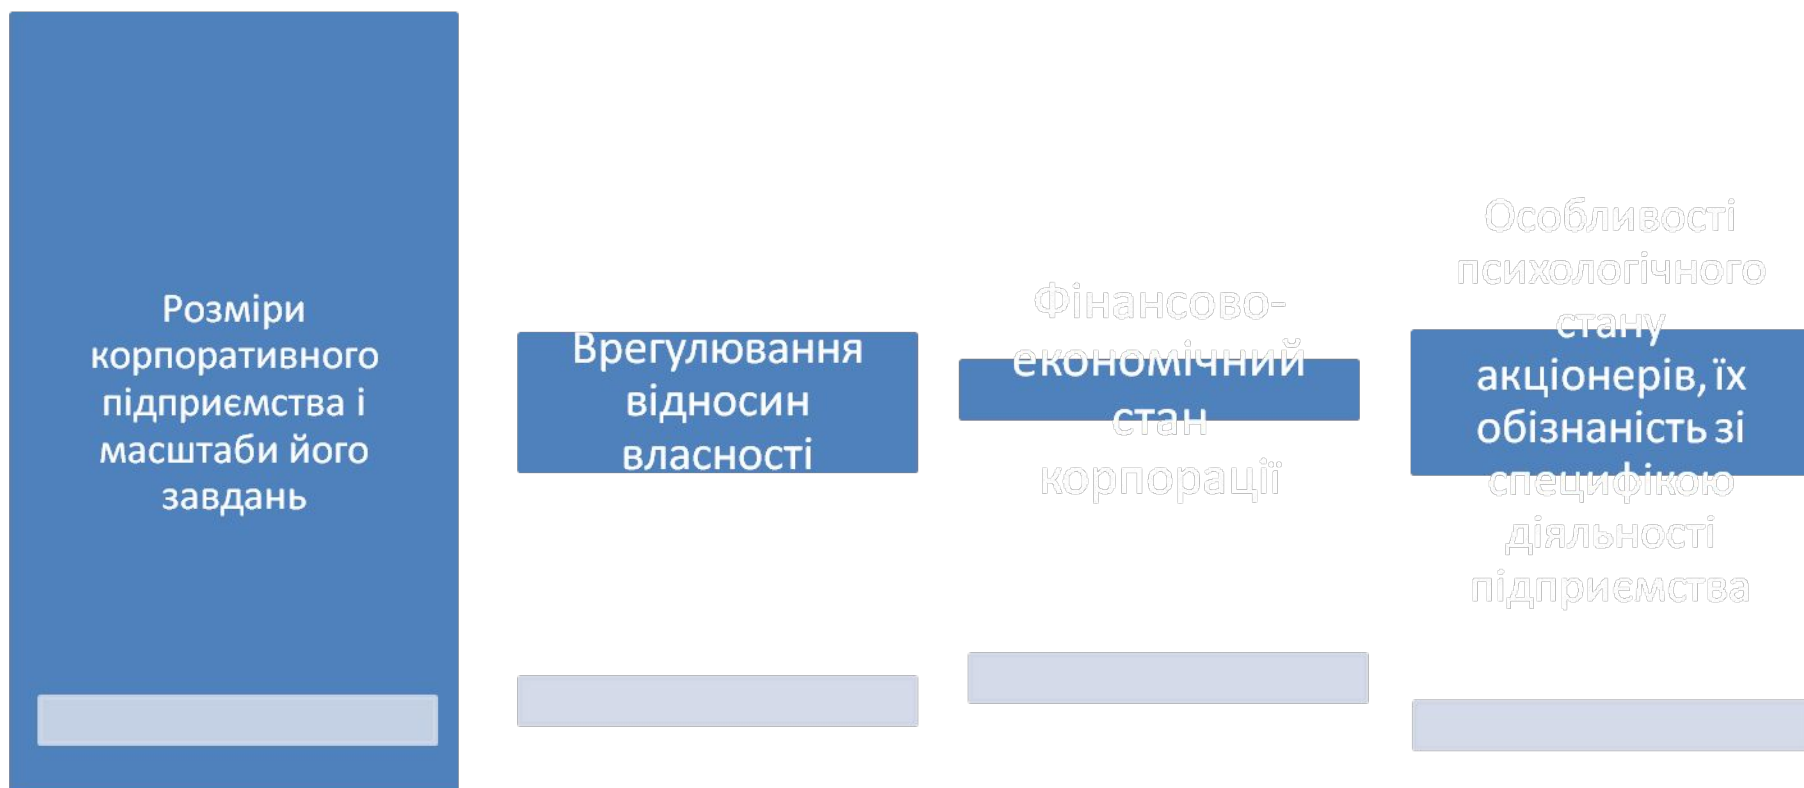 Розміри
корпоративного
підприємства і
масштаби його
завдань
Врегулювання
відносин
власності
Фінансово-
економічний
стан
корпорації
Особливості
психологічного
стану
акціонерів, їх
обізнаність зі
специфікою
діяльності
підприємства